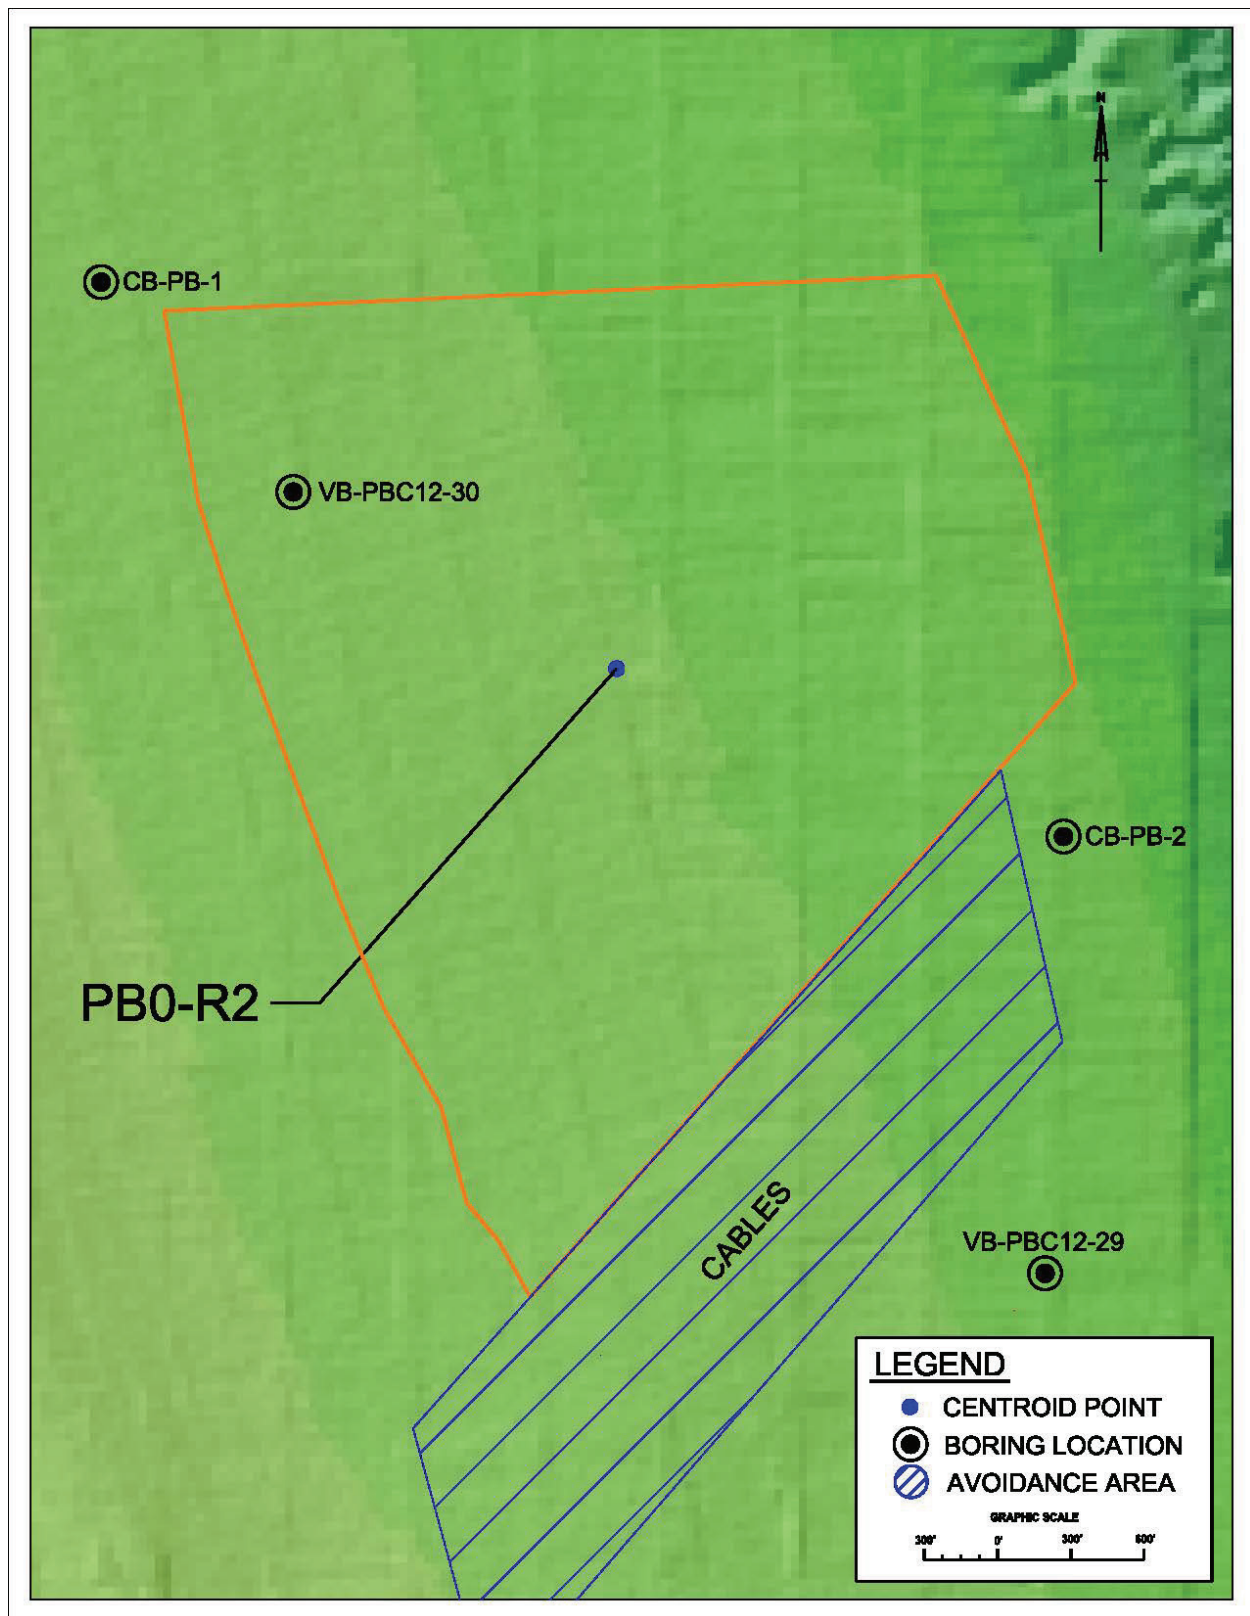 N
CB-PB-1
VB-PBC12-30
CB-PB-2
PB0-R2
CABLES
VB-PBC12-29
LEGEND
CENTROID POINT
BORING LOCATION
AVOIDANCE AREA
GRAPHIC SCALE
300' 0' 300' 600'